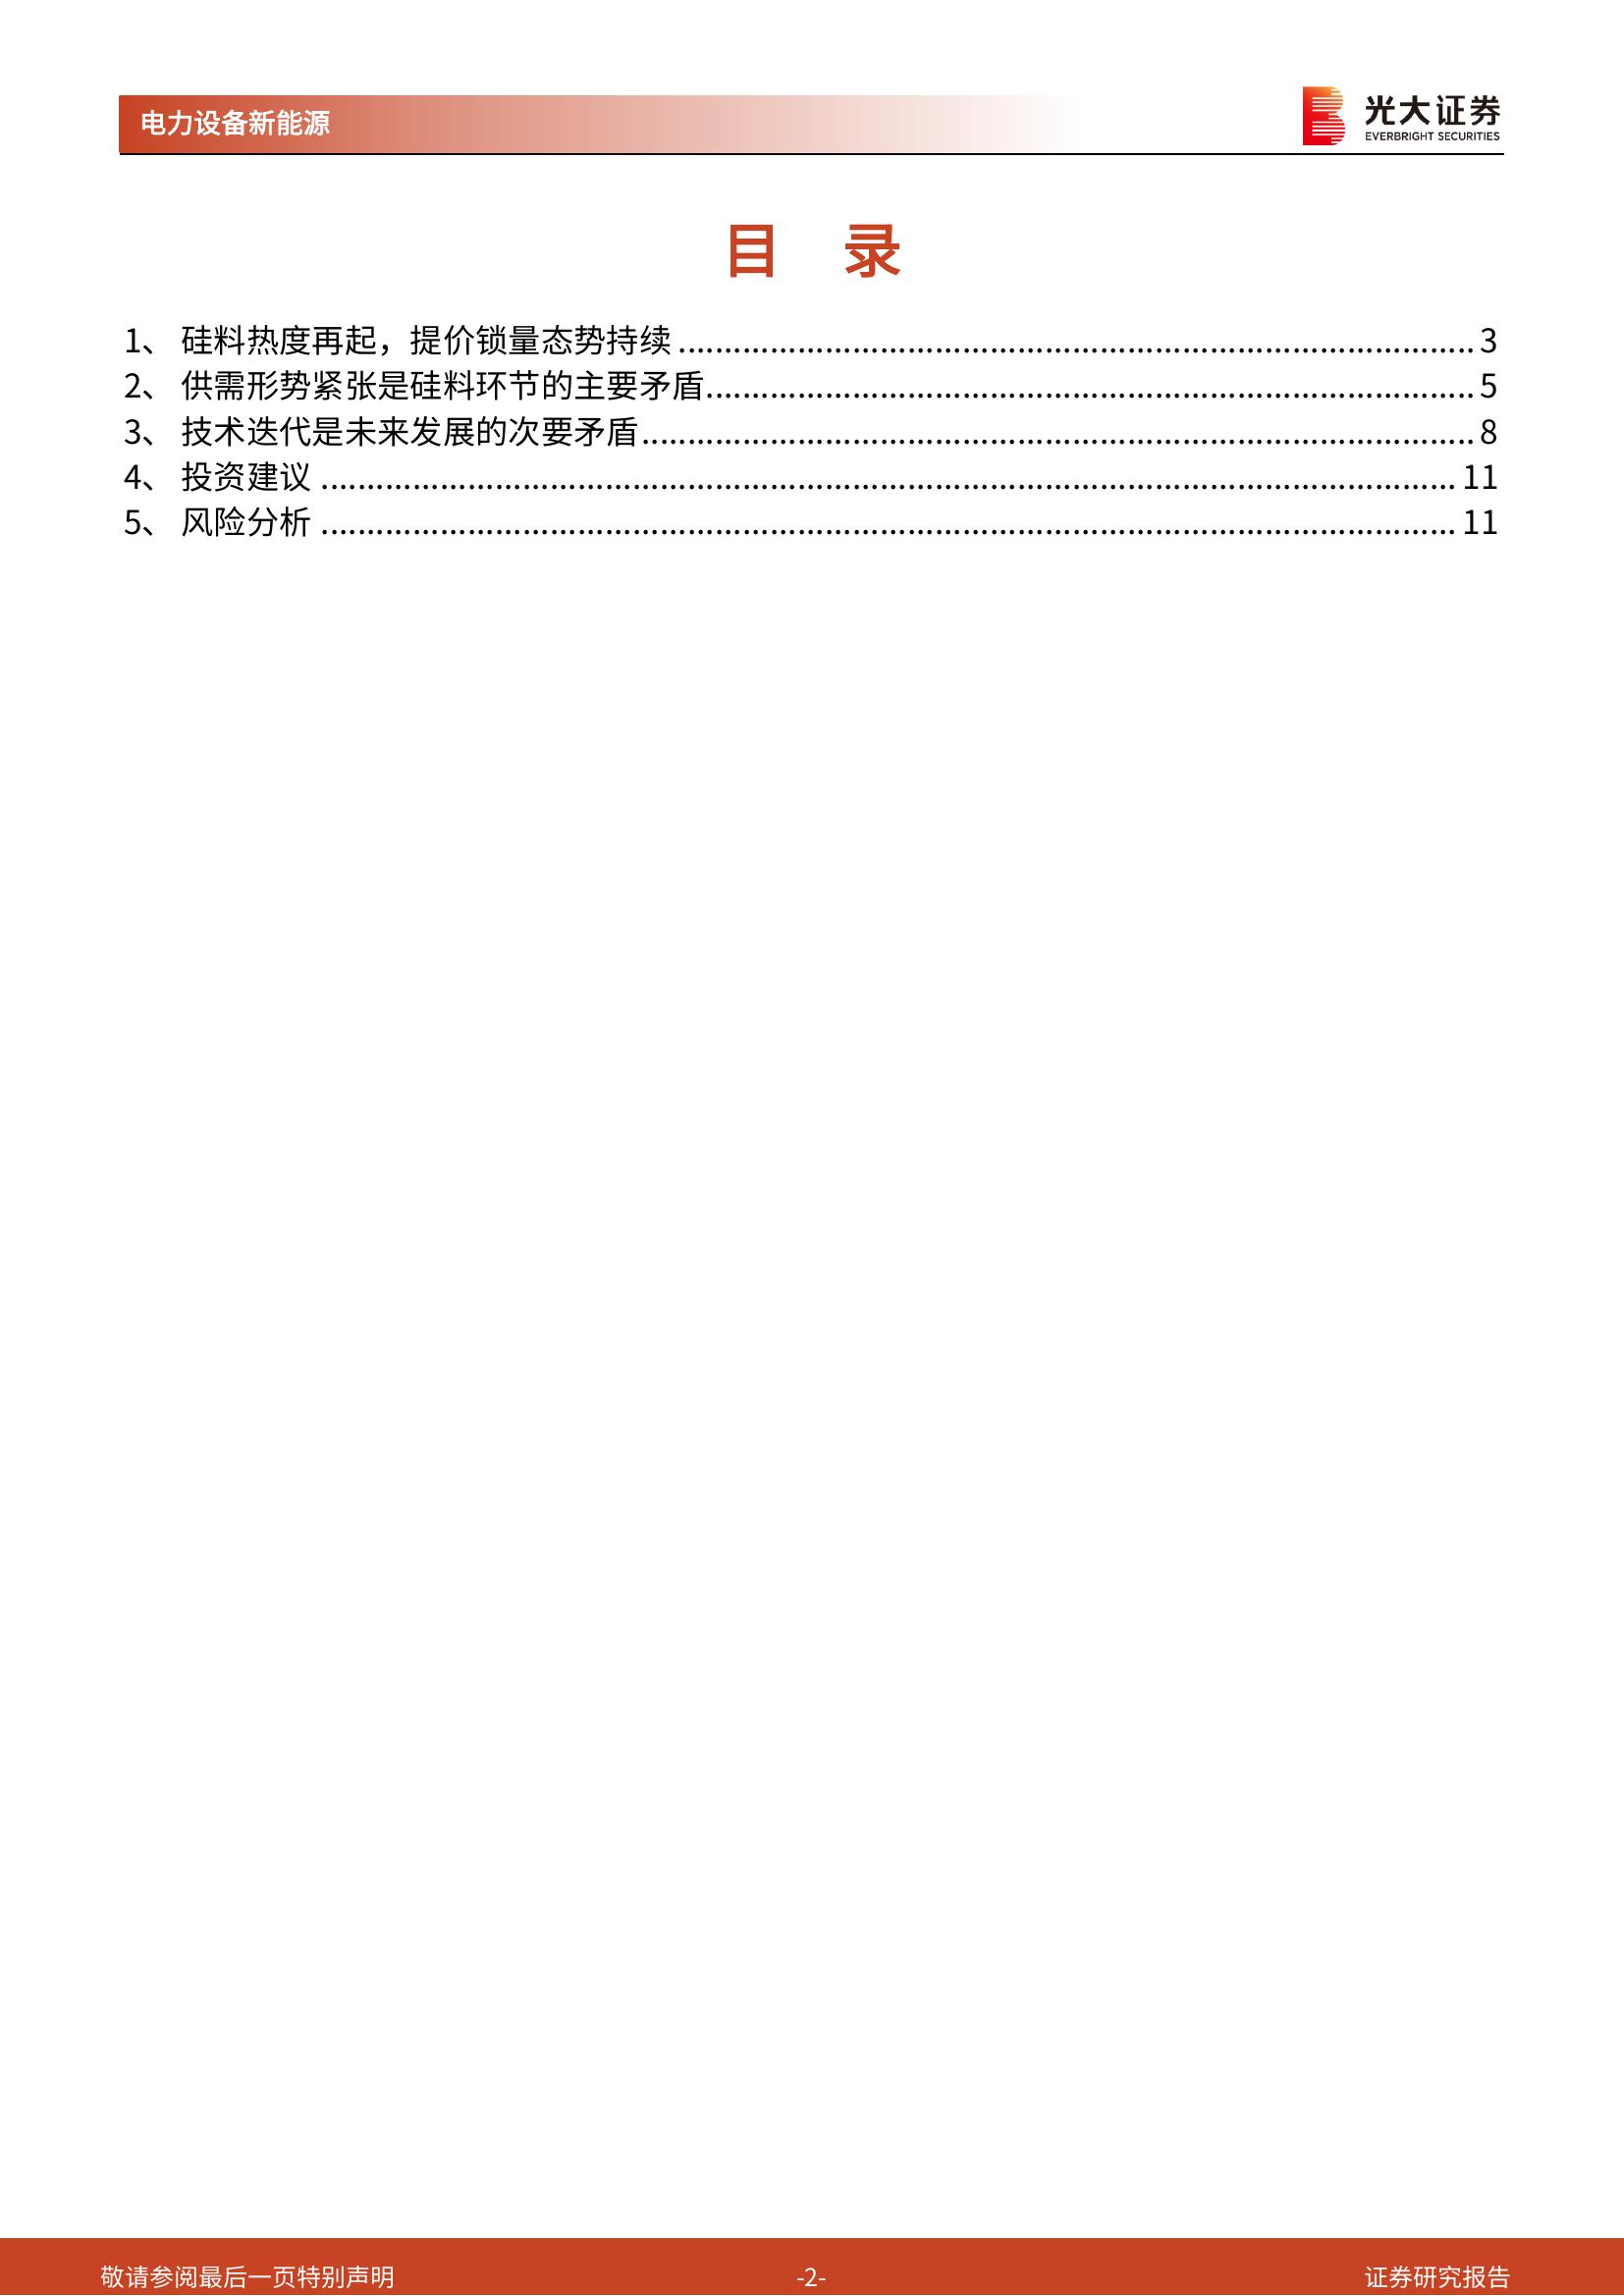 电力设备新能源
光大证券
EVERBRIGHT SECURITIES
目 录
1、 硅料热度再起，提价锁量态势持续 ........................................................................................ 3
2、 供需形势紧张是硅料环节的主要矛盾..................................................................................... 5
3、 技术迭代是未来发展的次要矛盾............................................................................................ 8
4、 投资建议 ............................................................................................................................. 11
5、 风险分析 ............................................................................................................................. 11
敬请参阅最后一页特别声明
-2-
证券研究报告